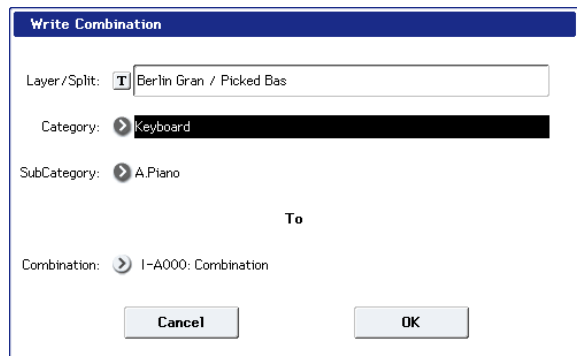 Write Combination
Layer/Split: T Berlin Gran / Picked Bas
Category: Keyboard
SubCategory: A.Piano
To
Combination: I-A000: Combination
Cancel OK